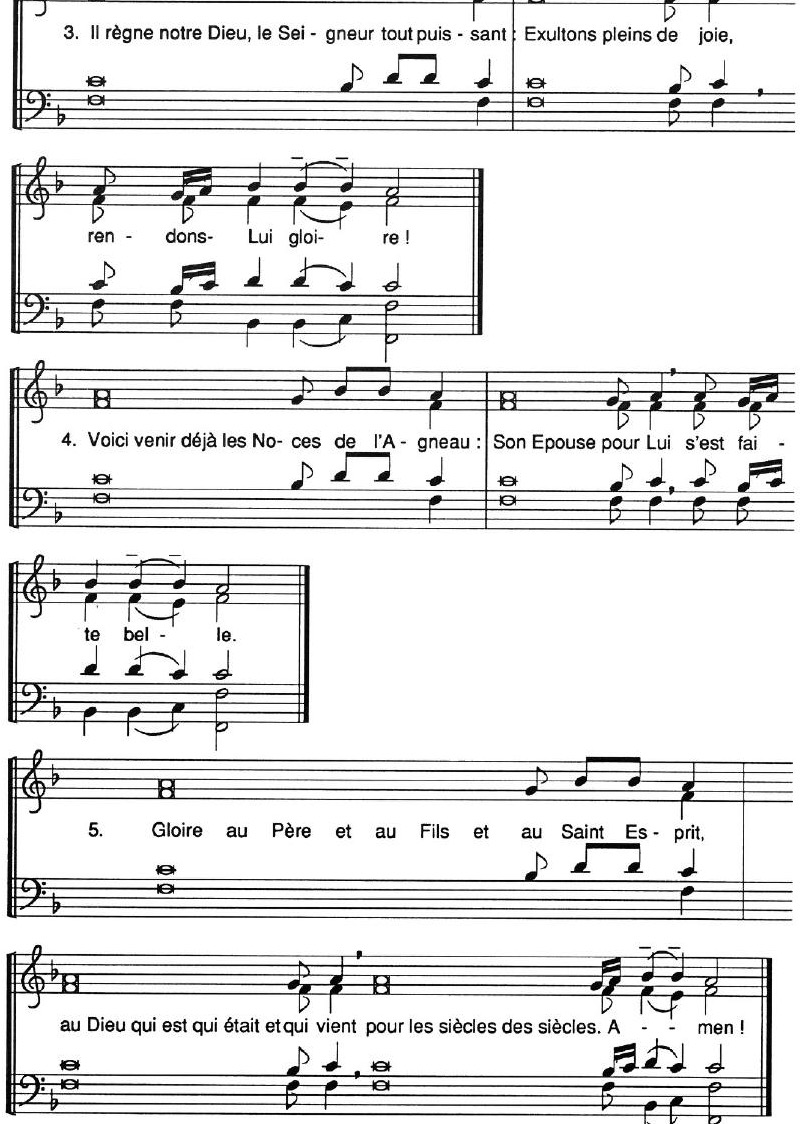 3. Il règne notre Dieu, le Sei - gneur tout puis - sant : Exultons pleins de joie,
ren - dons- Lui gloi- re !
4. Voici venir déjà les No- ces de l'A - gneau : Son Epouse pour Lui s'est fai -
te bel - le.
5. Gloire au Père et au Fils et au Saint Es - prit,
au Dieu qui est qui était et qui vient pour les siècles des siècles. A - - men !